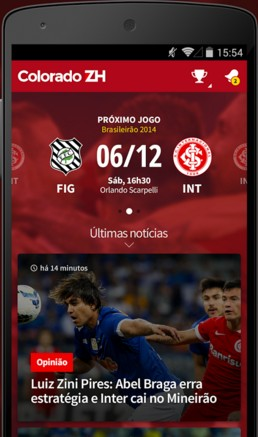 15:54
Colorado ZH
2
PRÓXIMO JOGO
Brasileirão 2014
FIG
06/12
INT
Sáb, 16h30
Orlando Scarpelli
Últimas notícias
há 14 minutos
Opinião
Luiz Zini Pires: Abel Braga erra
estratégia e Inter cai no Mineirão